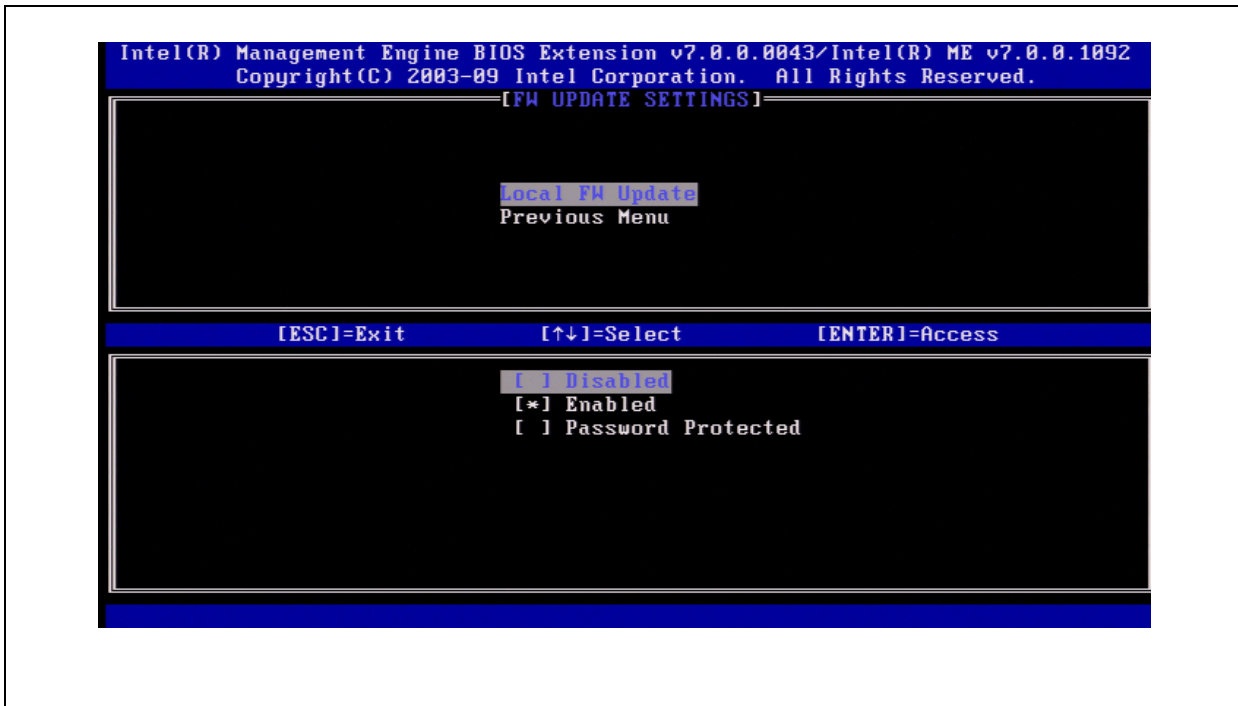 Intel(R) Management Engine BIOS Extension v7.0.0.0043/Intel(R) ME v7.0.0.1092
Copyright(C) 2003-09 Intel Corporation. All Rights Reserved.
[FW UPDATE SETTINGS]
Local FW Update
Previous Menu
[ESC]=Exit [↑↓]=Select [ENTER]=Access
[ ] Disabled
[*] Enabled
[ ] Password Protected